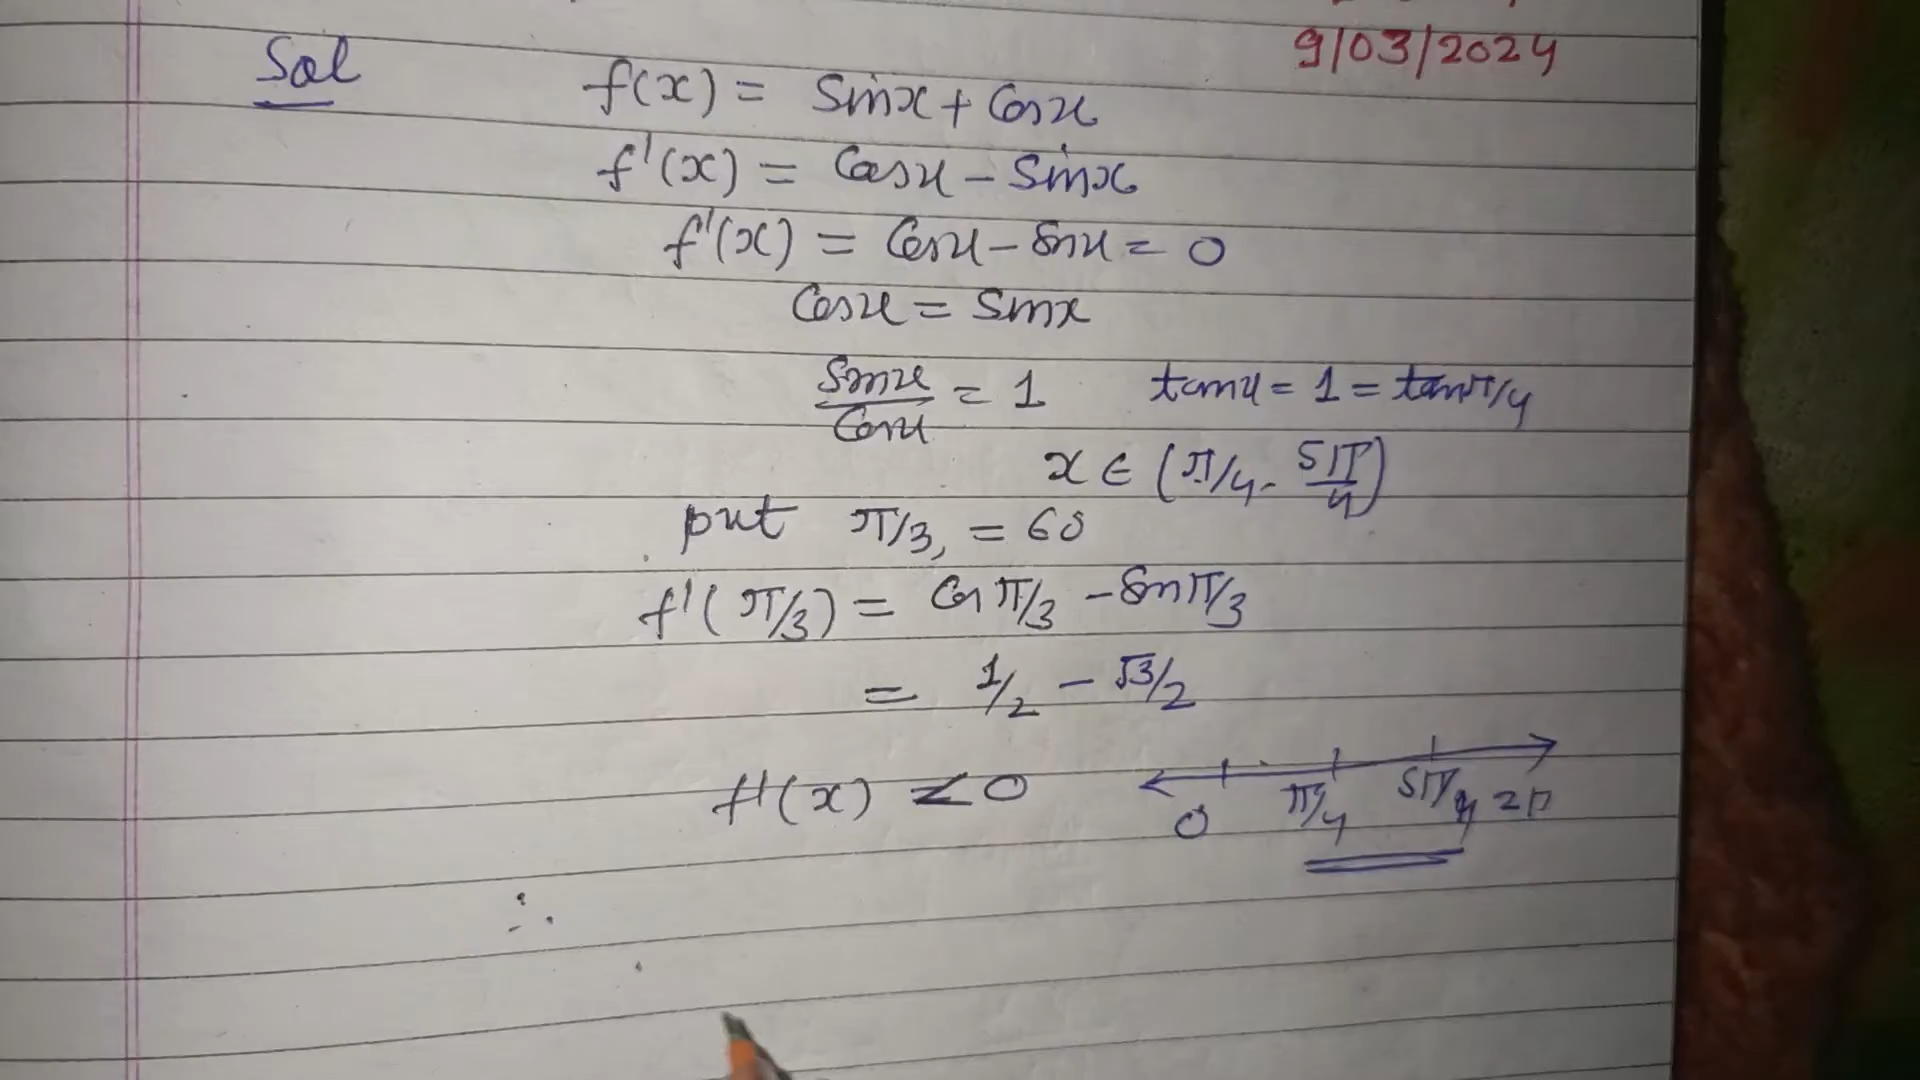 9/03/2024
Sol f(x) = Sinx + Cosx
f'(x) = Cosx - Sinx
f'(x) = Cosx - Sinx = 0
Cosx = Sinx
Sinx/Cosx = 1 tanx = 1 = tanπ/4
x ∈ (π/4, 5π/4)
put π/3, = 60
f'(π/3) = Cosπ/3 - Sinπ/3
= 1/2 - √3/2
f'(x) < 0
0 π/4 5π/4 2π
∴